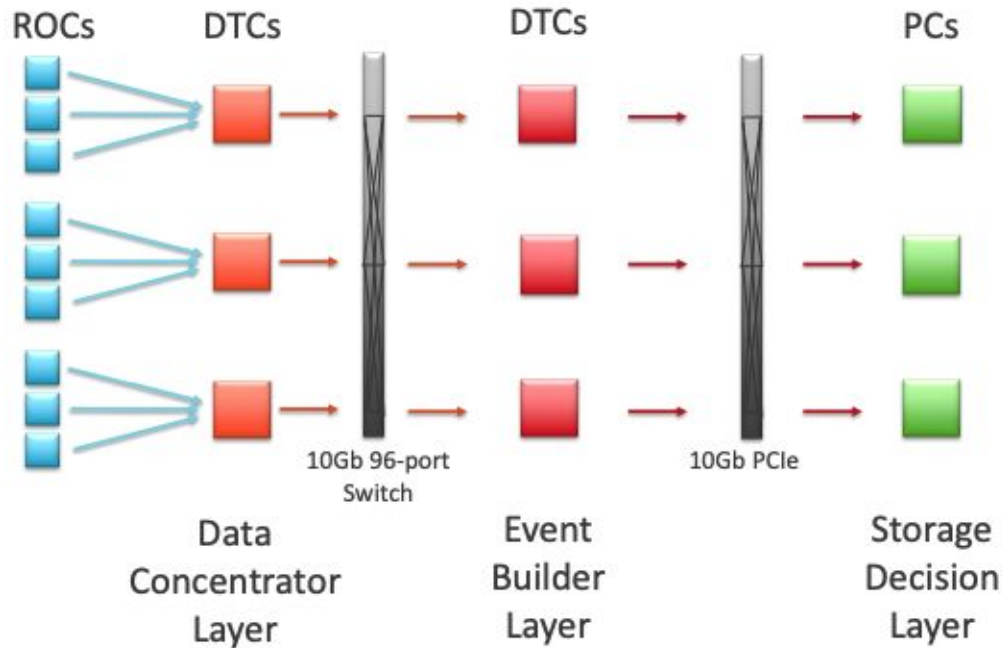 ROCs
DTCs
DTCs
PCs
10Gb 96-port
Switch
10Gb PCIe
Data
Concentrator
Layer
Event
Builder
Layer
Storage
Decision
Layer